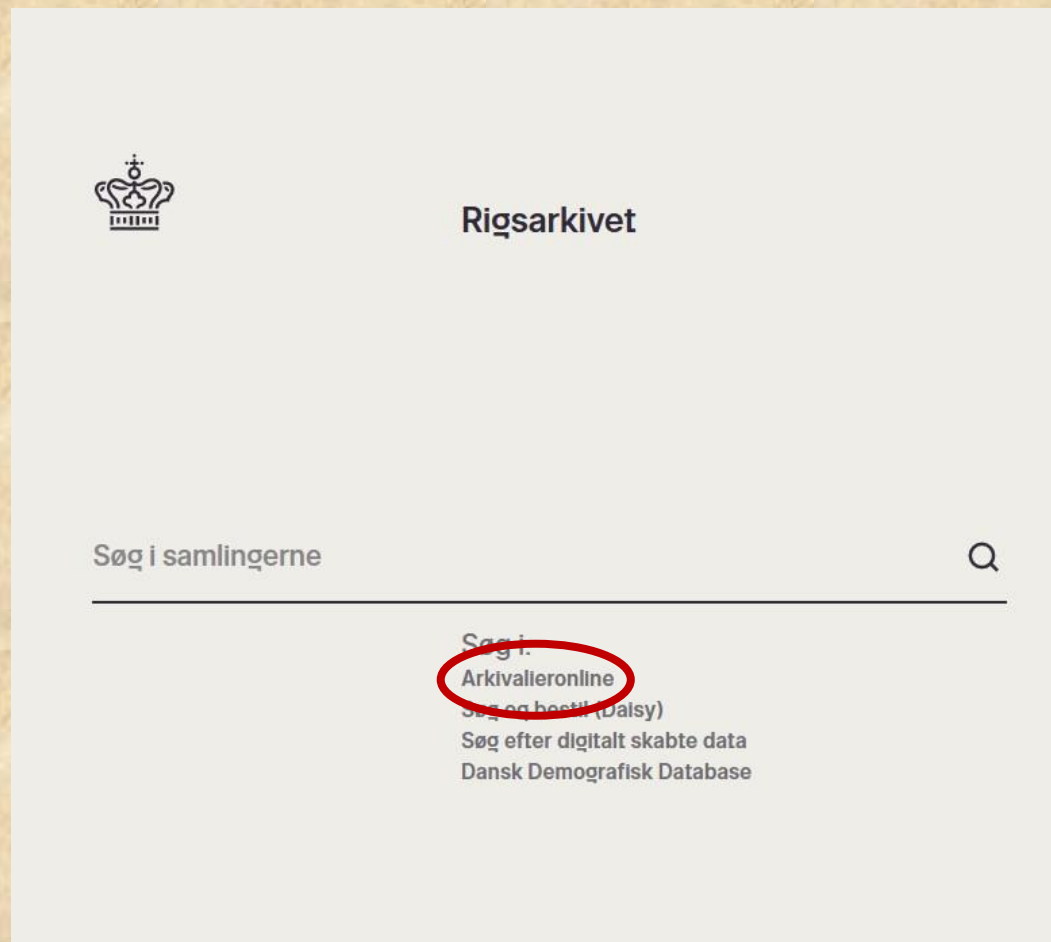 Rigsarkivet
Søg i samlingerne
Søg i:
Arkivalieronline
Søg og bestil (Daisy)
Søg efter digitalt skabte data
Dansk Demografisk Database